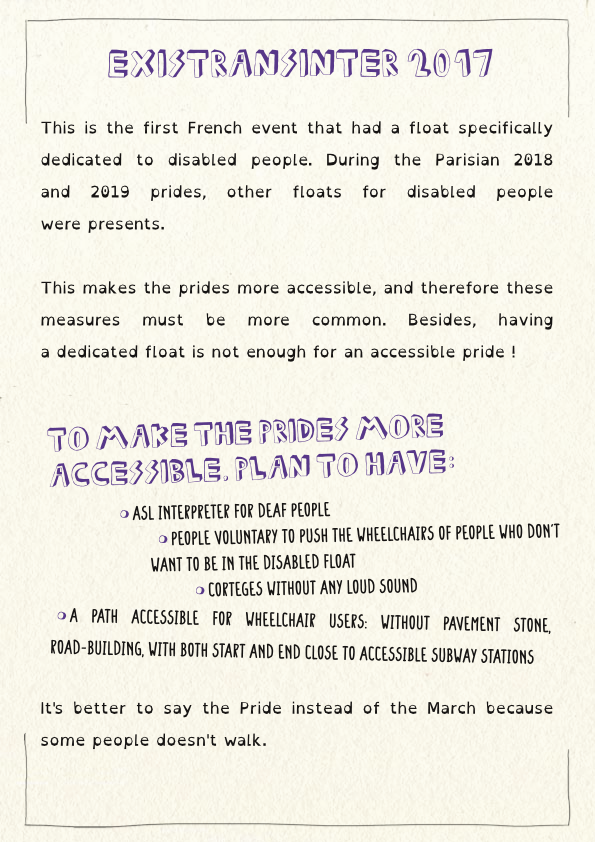 EXISTRANSINTER 2017
This is the first French event that had a float specifically
dedicated to disabled people. During the Parisian 2018
and 2019 prides, other floats for disabled people
were presents.
This makes the prides more accessible, and therefore these
measures must be more common. Besides, having
a dedicated float is not enough for an accessible pride !
TO MAKE THE PRIDES MORE
ACCESSIBLE, PLAN TO HAVE:
ASL INTERPRETER FOR DEAF PEOPLE
PEOPLE VOLUNTARY TO PUSH THE WHEELCHAIRS OF PEOPLE WHO DON'T
WANT TO BE IN THE DISABLED FLOAT
CORTEGES WITHOUT ANY LOUD SOUND
A PATH ACCESSIBLE FOR WHEELCHAIR USERS: WITHOUT PAVEMENT STONE,
ROAD-BUILDING, WITH BOTH START AND END CLOSE TO ACCESSIBLE SUBWAY STATIONS
It's better to say the Pride instead of the March because
some people doesn't walk.